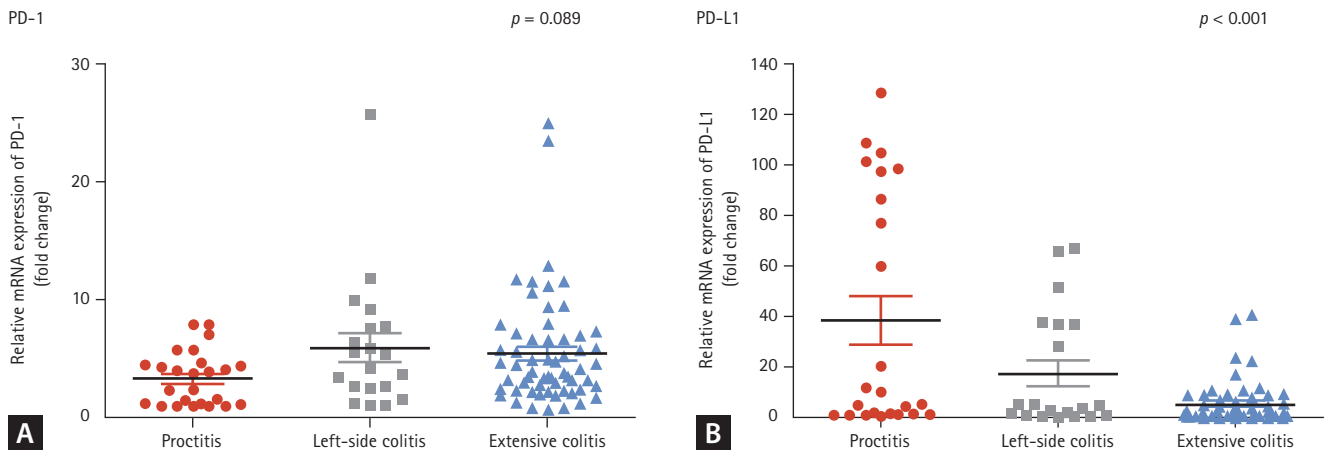 PD-1
p = 0.089
Relative mRNA expression of PD-1
(fold change)
30
20
10
0
Proctitis
Left-side colitis
Extensive colitis
A
PD-L1
p < 0.001
Relative mRNA expression of PD-L1
(fold change)
140
120
100
80
60
40
20
0
Proctitis
Left-side colitis
Extensive colitis
B